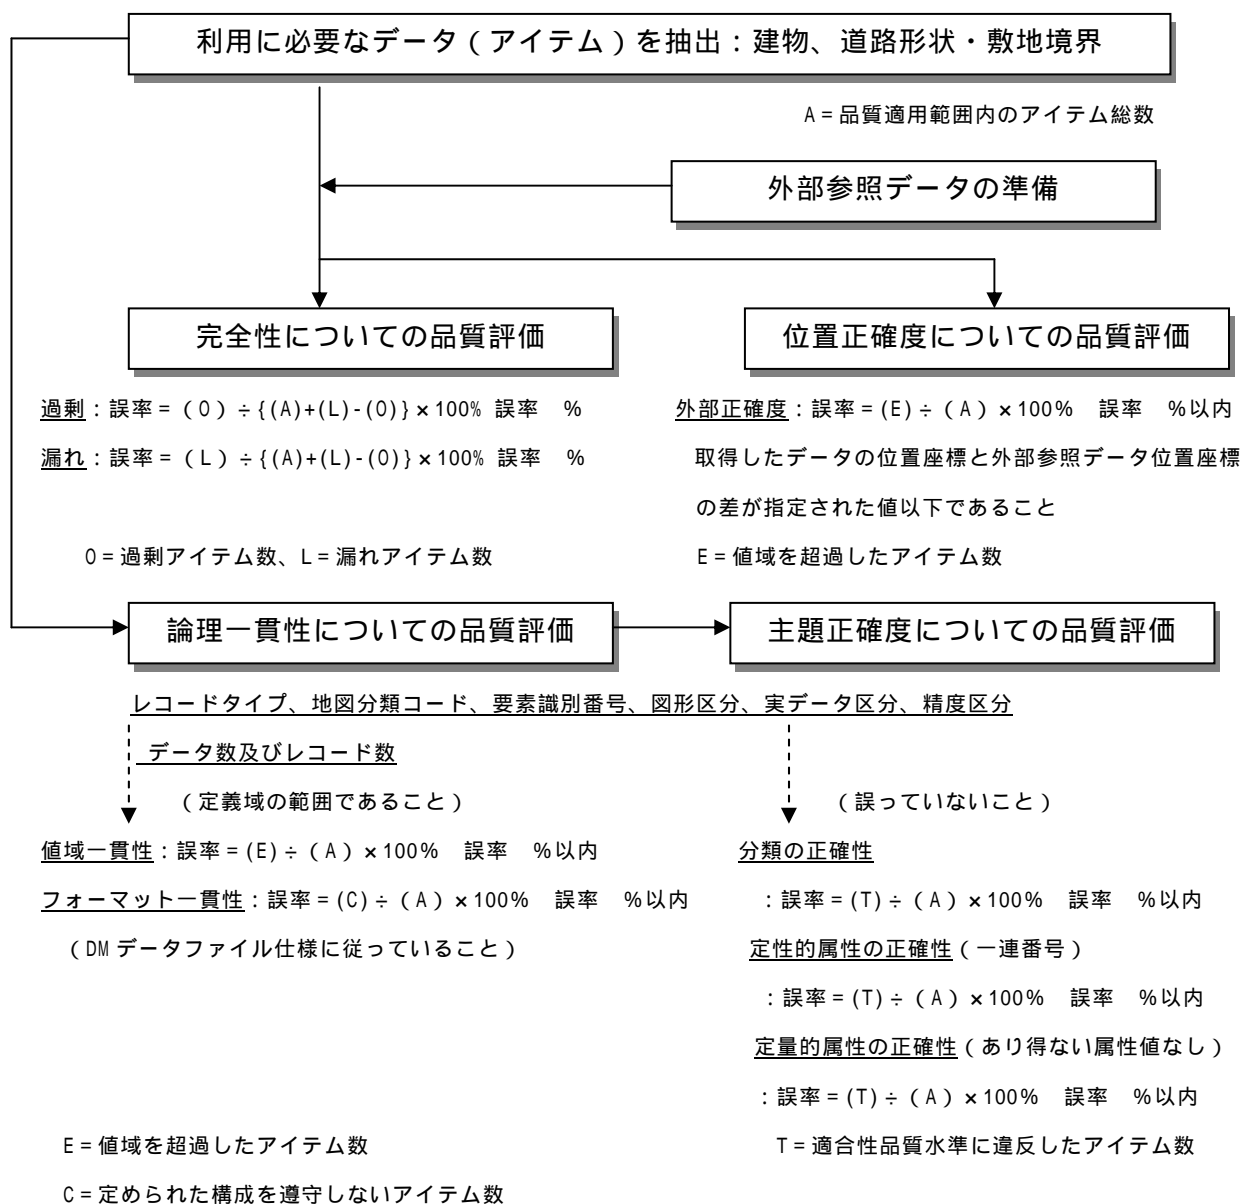 利用に必要なデータ（アイテム）を抽出：建物、道路形状・敷地境界
A=品質適用範囲内のアイテム総数
外部参照データの準備
完全性についての品質評価
過剰：誤率=（O）÷{(A)+(L)-(O)}×100% 誤率　%
漏れ：誤率=（L）÷{(A)+(L)-(O)}×100% 誤率　%
O=過剰アイテム数、L=漏れアイテム数
位置正確度についての品質評価
外部正確度：誤率=(E)÷（A）×100%　誤率　%以内
取得したデータの位置座標と外部参照データ位置座標
の差が指定された値以下であること
E=値域を超過したアイテム数
論理一貫性についての品質評価
主題正確度についての品質評価
レコードタイプ、地図分類コード、要素識別番号、図形区分、実データ区分、精度区分
データ数及びレコード数
（定義域の範囲であること）
値域一貫性：誤率=(E)÷（A）×100%　誤率　%以内
フォーマット一貫性：誤率=(C)÷（A）×100%　誤率　%以内
（DMデータファイル仕様に従っていること）
E=値域を超過したアイテム数
C=定められた構成を遵守しないアイテム数
（誤っていないこと）
分類の正確性
：誤率=(T)÷（A）×100%　誤率　%以内
定性的属性の正確性（一連番号）
：誤率=(T)÷（A）×100%　誤率　%以内
定量的属性の正確性（あり得ない属性値なし）
：誤率=(T)÷（A）×100%　誤率　%以内
T=適合性品質水準に違反したアイテム数